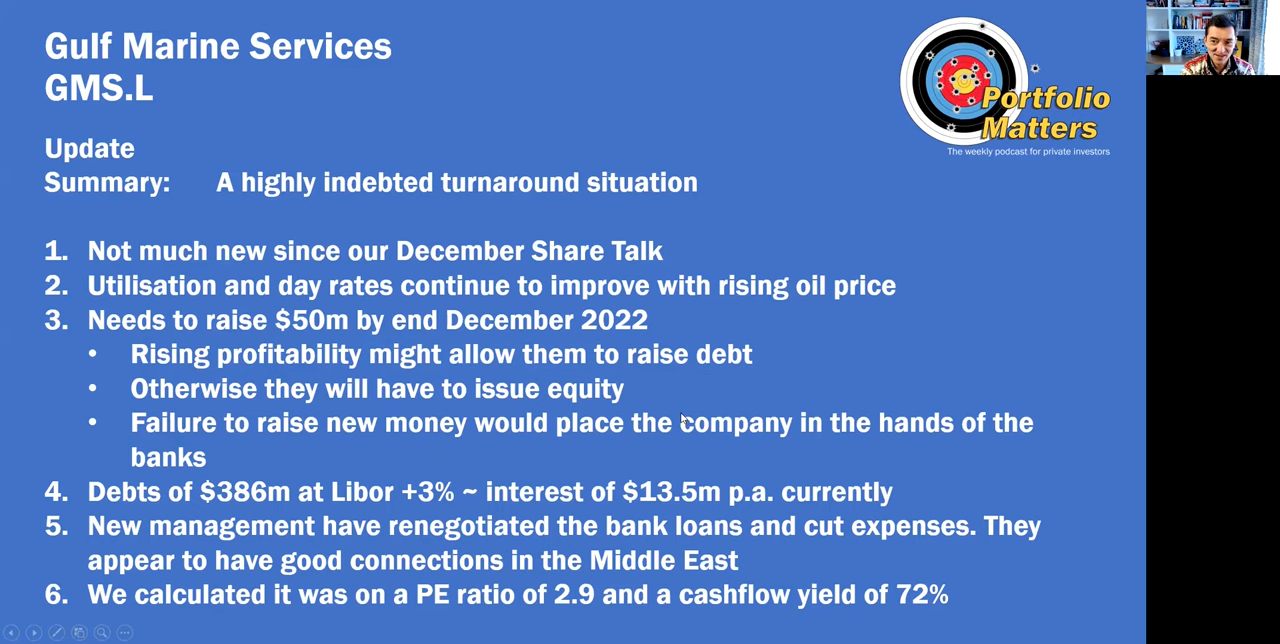 Gulf Marine Services
GMS.L
Portfolio
Matters
The weekly podcast for private investors
Update
Summary: A highly indebted turnaround situation
1. Not much new since our December Share Talk
2. Utilisation and day rates continue to improve with rising oil price
3. Needs to raise $50m by end December 2022
• Rising profitability might allow them to raise debt
• Otherwise they will have to issue equity
• Failure to raise new money would place the company in the hands of the
banks
4. Debts of $386m at Libor +3% ~ interest of $13.5m p.a. currently
5. New management have renegotiated the bank loans and cut expenses. They
appear to have good connections in the Middle East
6. We calculated it was on a PE ratio of 2.9 and a cashflow yield of 72%